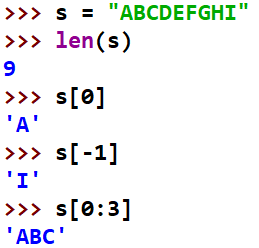 >>> s = "ABCDEFGHI"
>>> len(s)
9
>>> s[0]
'A'
>>> s[-1]
'I'
>>> s[0:3]
'ABC'